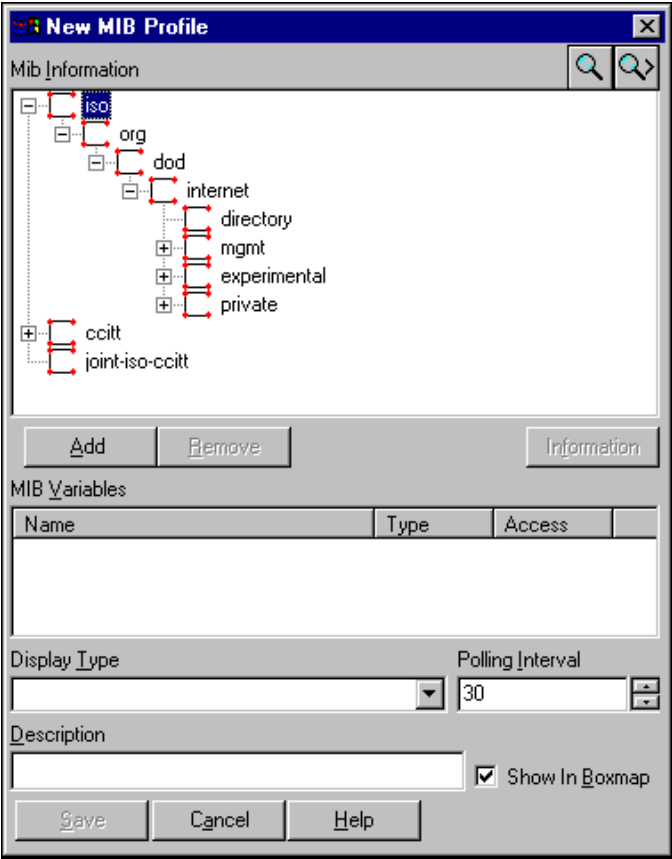 New MIB Profile
Mib Information
iso
org
dod
internet
directory
mgmt
experimental
private
ccitt
joint-iso-ccitt
Add Remove Information
MIB Variables
Name Type Access
Display Type Polling Interval
30
Description
Show In Boxmap
Save Cancel Help